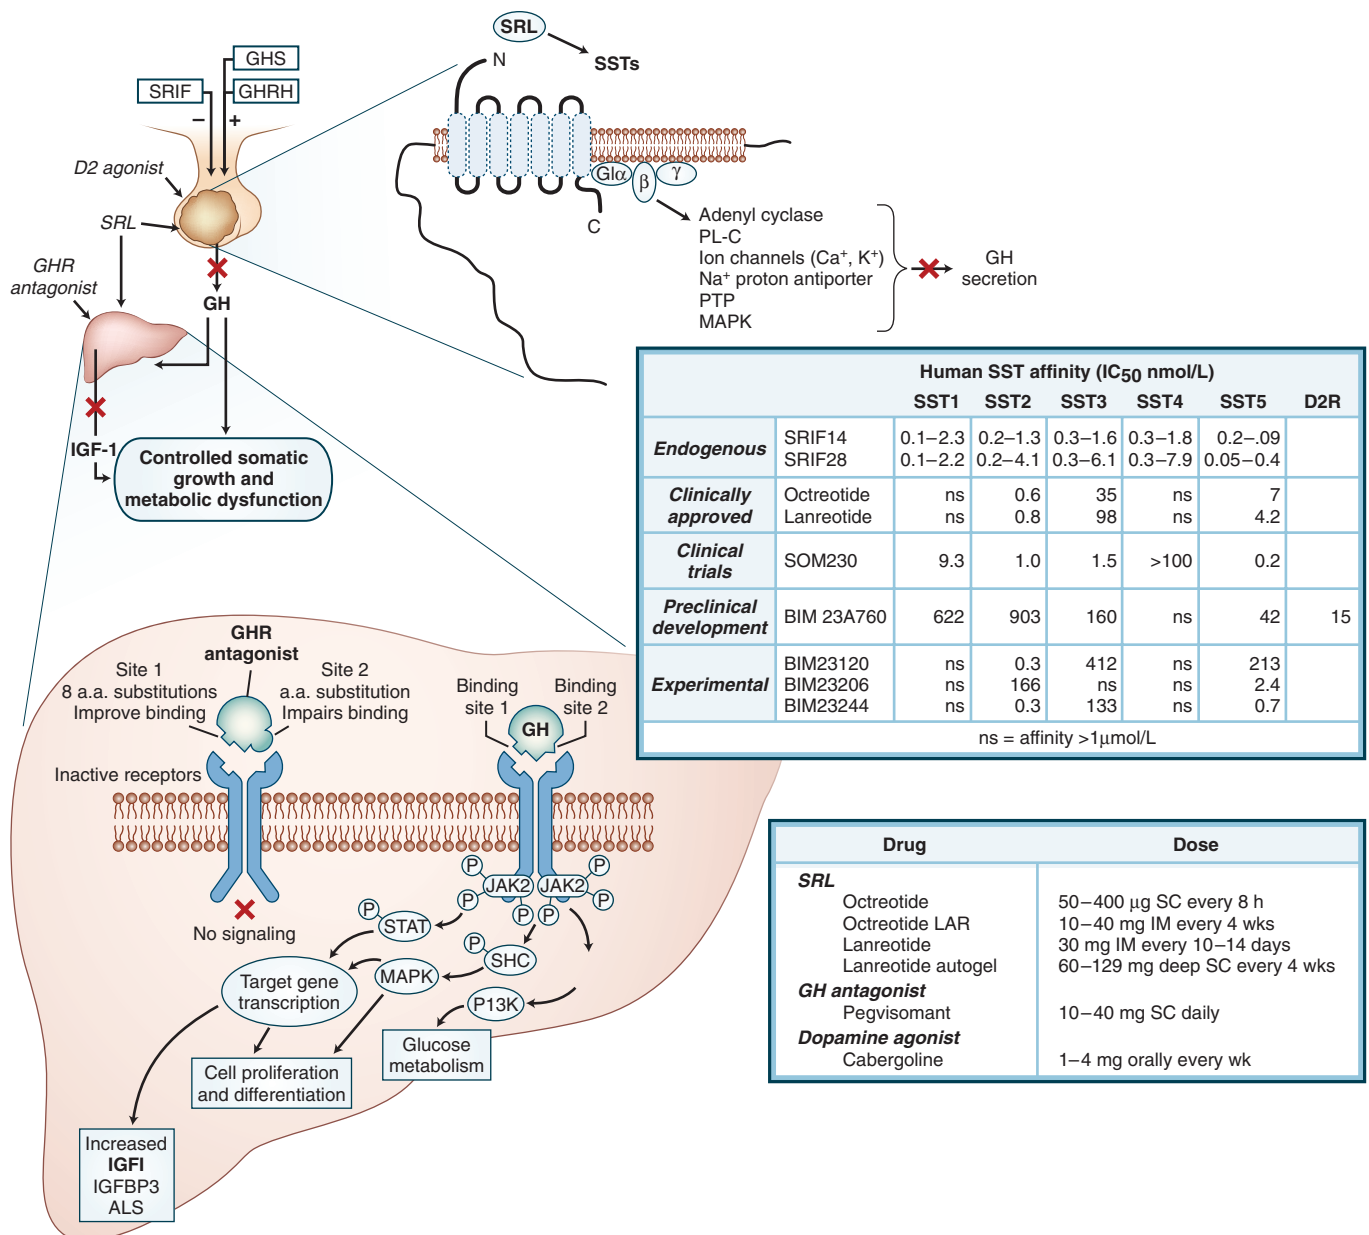 SRL
SSTs
N
GHS
SRIF
GHRH
–
+
D2 agonist
SRL
GHR
antagonist
GH
IGF-1
Controlled somatic
growth and
metabolic dysfunction
GIα
β
γ
C
Adenyl cyclase
PL-C
Ion channels (Ca⁺, K⁺)
Na⁺ proton antiporter
PTP
MAPK
GH
secretion
Human SST affinity (IC50 nmol/L)
SST1 SST2 SST3 SST4 SST5 D2R
Endogenous
SRIF14 0.1–2.3 0.2–1.3 0.3–1.6 0.3–1.8 0.2–.09
SRIF28 0.1–2.2 0.2–4.1 0.3–6.1 0.3–7.9 0.05–0.4
Clinically
approved
Octreotide ns 0.6 35 ns 7
Lanreotide ns 0.8 98 ns 4.2
Clinical
trials
SOM230 9.3 1.0 1.5 >100 0.2
Preclinical
development
BIM 23A760 622 903 160 ns 42 15
Experimental
BIM23120 ns 0.3 412 ns 213
BIM23206 ns 166 ns ns 2.4
BIM23244 ns 0.3 133 ns 0.7
ns = affinity >1μmol/L
GHR
antagonist
Site 1
8 a.a. substitutions
Improve binding
Site 2
a.a. substitution
Impairs binding
Binding
site 1
Binding
site 2
GH
Inactive receptors
No signaling
P
P
JAK2
P
P
JAK2
P
P
P
STAT
P
SHC
MAPK
P13K
Target gene
transcription
Glucose
metabolism
Cell proliferation
and differentiation
Increased
IGFI
IGFBP3
ALS
Drug Dose
SRL
Octreotide 50–400 μg SC every 8 h
Octreotide LAR 10–40 mg IM every 4 wks
Lanreotide 30 mg IM every 10–14 days
Lanreotide autogel 60–129 mg deep SC every 4 wks
GH antagonist
Pegvisomant 10–40 mg SC daily
Dopamine agonist
Cabergoline 1–4 mg orally every wk